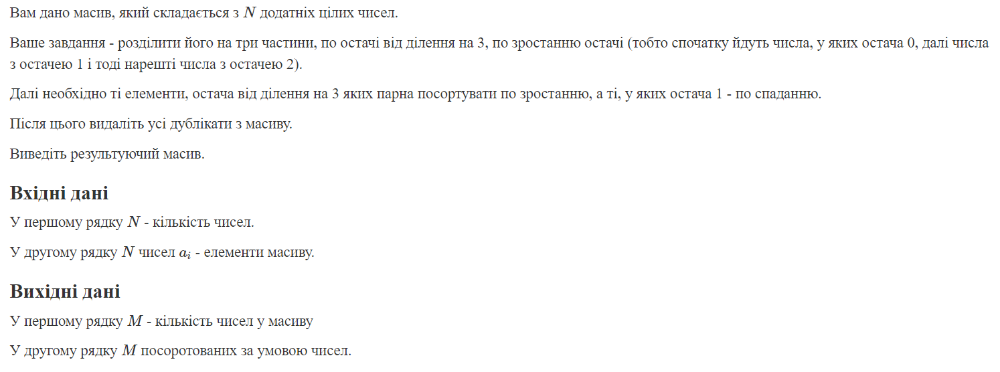 Вам дано масив, який складається з N додатніх цілих чисел.
Ваше завдання - розділити його на три частини, по остачі від ділення на 3, по зростанню остачі (тобто спочатку йдуть числа, у яких остача 0, далі числа
з остачею 1 і тоді нарешті числа з остачею 2).
Далі необхідно ті елементи, остача від ділення на 3 яких парна посортувати по зростанню, а ті, у яких остача 1 - по спаданню.
Після цього видаліть усі дублікати з масиву.
Виведіть результуючий масив.
Вхідні дані
У першому рядку N - кількість чисел.
У другому рядку N чисел aᵢ - елементи масиву.
Вихідні дані
У першому рядку M - кількість чисел у масиву
У другому рядку M посоротованих за умовою чисел.